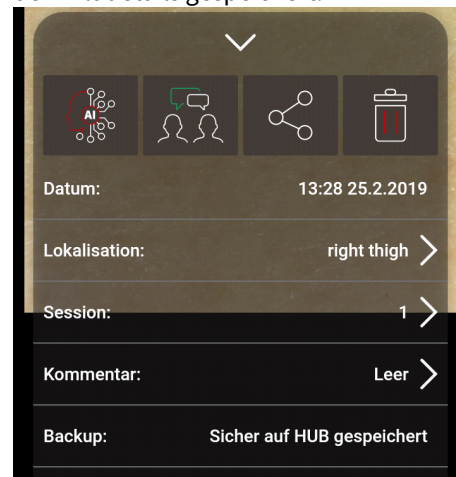 AI
Datum: 13:28 25.2.2019
Lokalisation: right thigh
Session: 1
Kommentar: Leer
Backup: Sicher auf HUB gespeichert